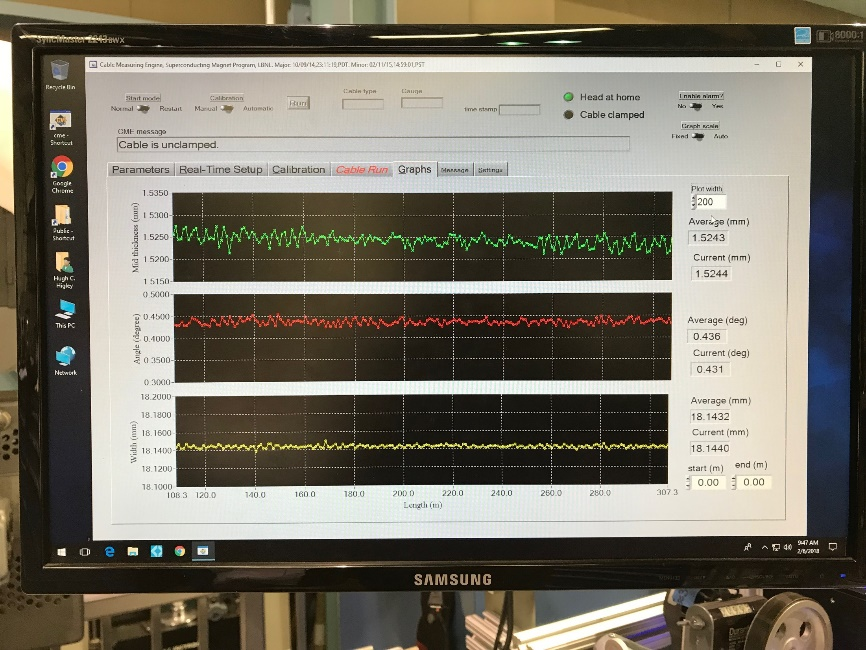 SyncMaster 2243BWX
8000:1
Cable Measuring Engine, Superconducting Magnet Program, LBNL. Major: 10/09/14,23:15:19,PDT. Minor: 02/11/15,14:59:01,PST
Recycle Bin
cme - Shortcut
Google Chrome
Public - Shortcut
Hugh C. Higley
This PC
Network
Start mode
Normal Restart
Calibration
Manual Automatic
Run
Cable type
Gauge
time stamp
Head at home
Cable clamped
Enable alarm?
No Yes
Graph scale
Fixed Auto
CME message
Cable is unclamped.
Parameters Real-Time Setup Calibration Cable Run Graphs Message Settings
Plot width
200
Mid thickness (mm)
1.5350
1.5300
1.5250
1.5200
1.5150
Average (mm)
1.5243
Current (mm)
1.5244
Angle (degree)
0.5000
0.4500
0.4000
0.3500
0.3000
Average (deg)
0.436
Current (deg)
0.431
Width (mm)
18.2000
18.1800
18.1600
18.1400
18.1200
18.1000
Average (mm)
18.1432
Current (mm)
18.1440
start (m) end (m)
0.00 0.00
108.3 120.0 140.0 160.0 180.0 200.0 220.0 240.0 260.0 280.0 307.3
Length (m)
9:47 AM
2/8/2018
SAMSUNG